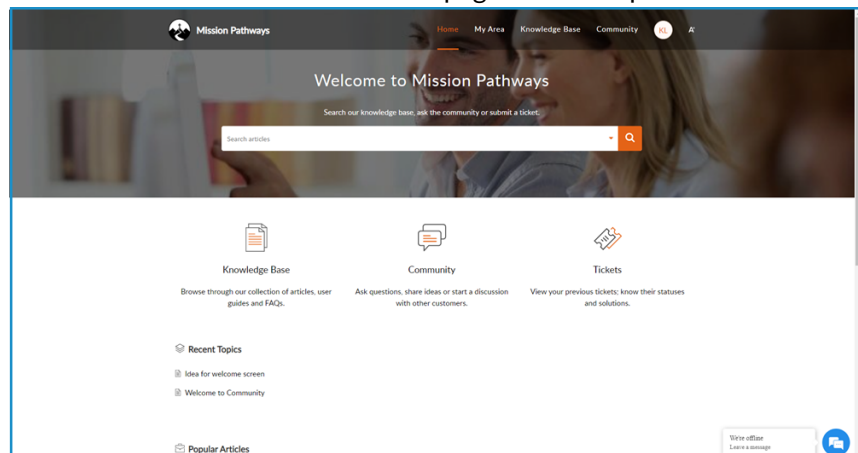 Mission Pathways
Home My Area Knowledge Base Community KL
Welcome to Mission Pathways
Search our knowledge base, ask the community or submit a ticket.
Search articles
Knowledge Base
Community
Tickets
Browse through our collection of articles, user
guides and FAQs.
Ask questions, share ideas or start a discussion
with other customers.
View your previous tickets; know their statuses
and solutions.
Recent Topics
Idea for welcome screen
Welcome to Community
Popular Articles
We're offline
Leave a message